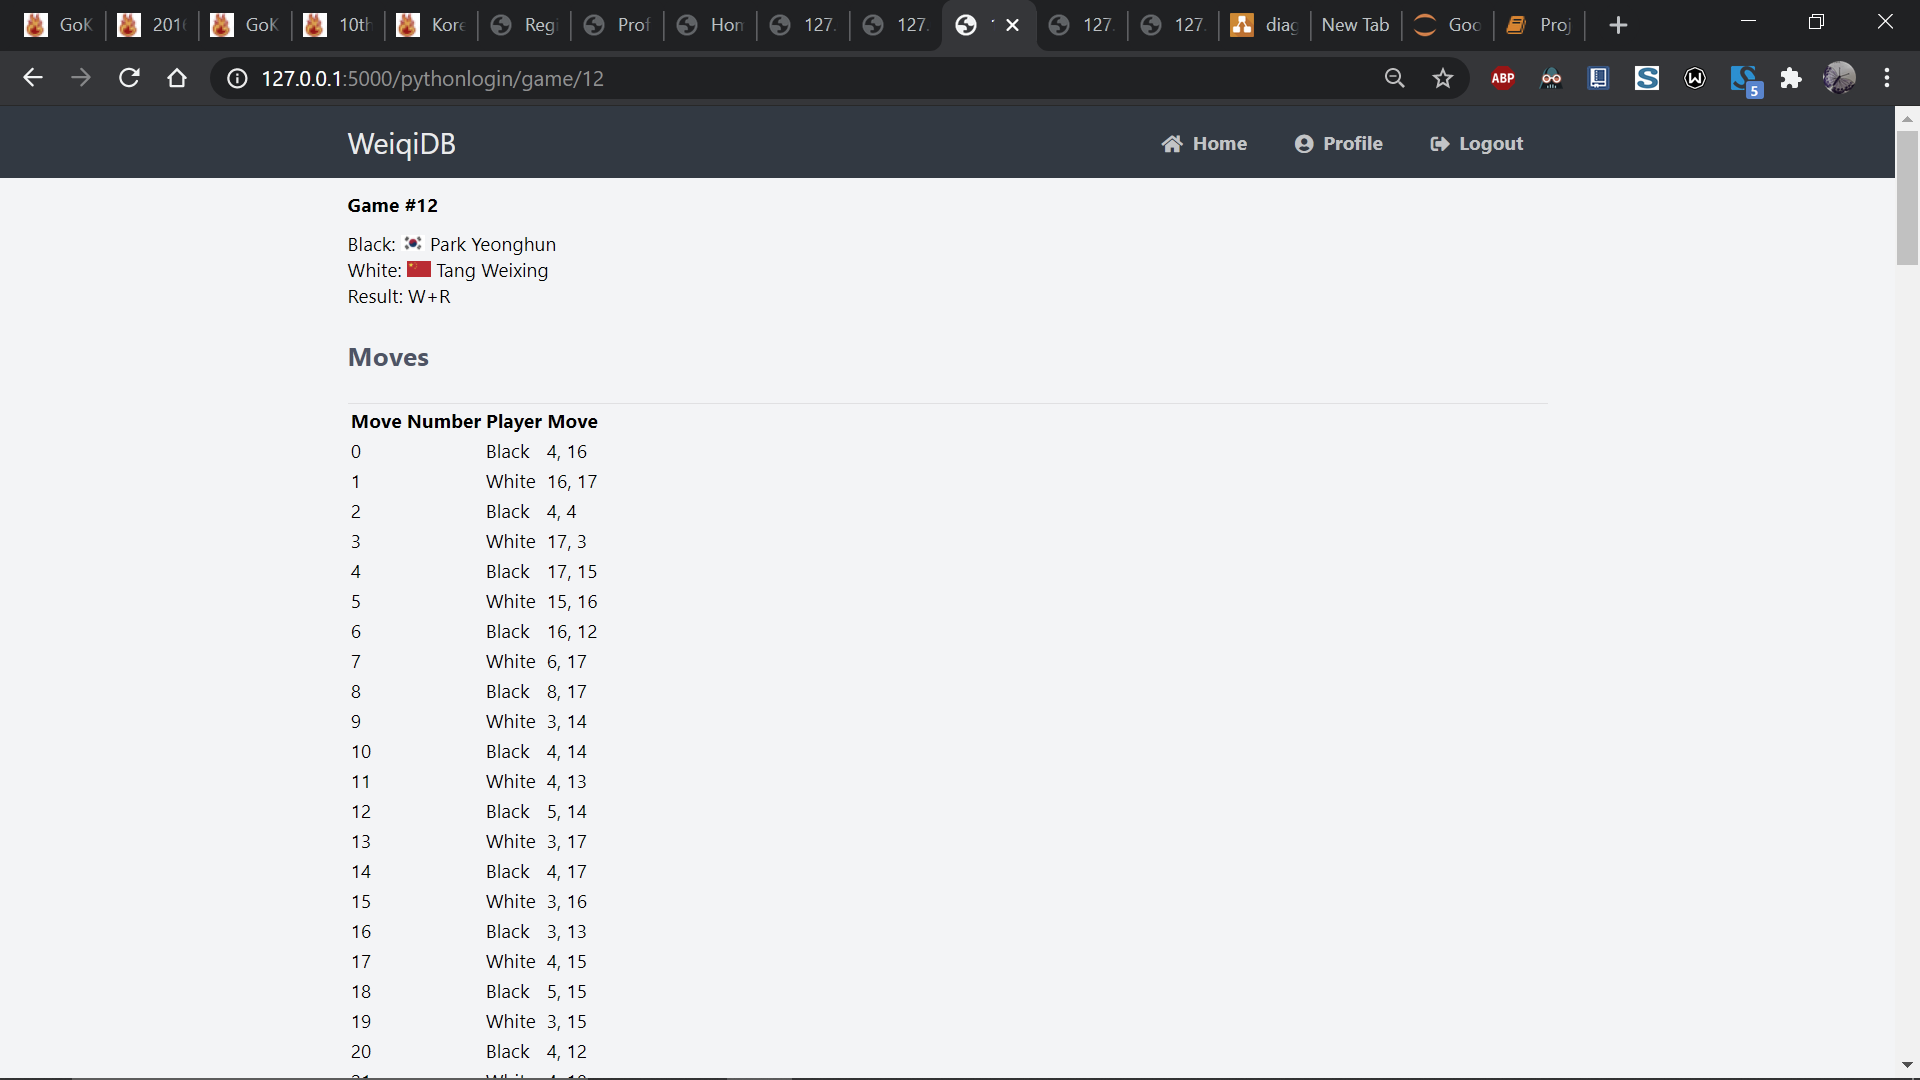 GoK 2016 GoK 10th Kore Regi Prof Hom 127. 127. 127. 127. diag New Tab Goo Proj
127.0.0.1:5000/pythonlogin/game/12 ABP S W 5
WeiqiDB Home Profile Logout
Game #12
Black: Park Yeonghun
White: Tang Weixing
Result: W+R
Moves
Move Number Player Move
0 Black 4, 16
1 White 16, 17
2 Black 4, 4
3 White 17, 3
4 Black 17, 15
5 White 15, 16
6 Black 16, 12
7 White 6, 17
8 Black 8, 17
9 White 3, 14
10 Black 4, 14
11 White 4, 13
12 Black 5, 14
13 White 3, 17
14 Black 4, 17
15 White 3, 16
16 Black 3, 13
17 White 4, 15
18 Black 5, 15
19 White 3, 15
20 Black 4, 12